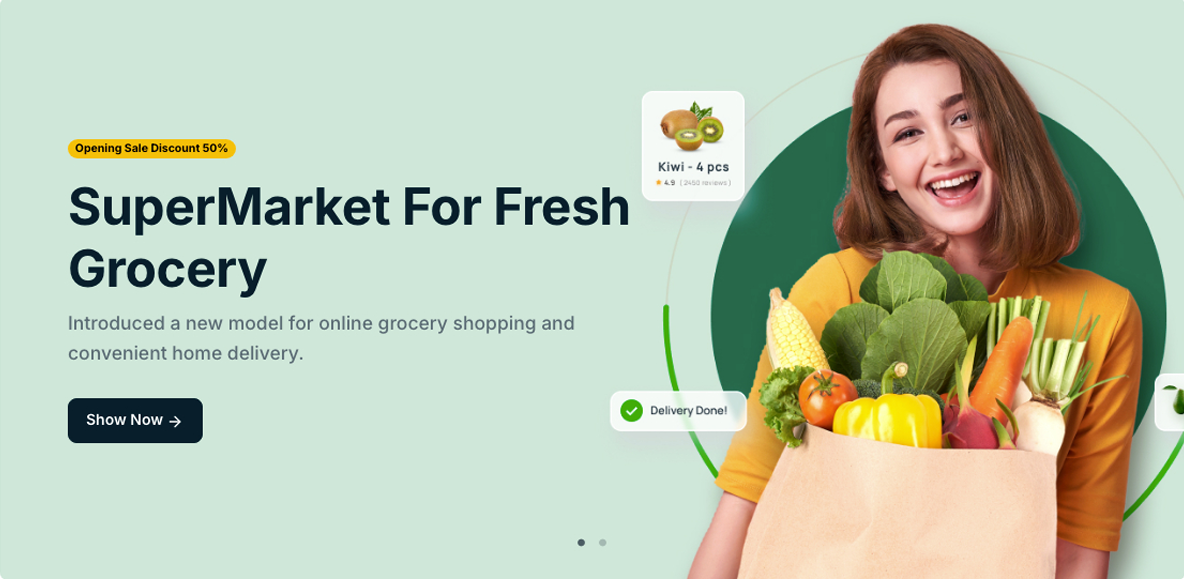 Opening Sale Discount 50%
SuperMarket For Fresh
Grocery
Introduced a new model for online grocery shopping and
convenient home delivery.
Show Now →
Kiwi - 4 pcs
4.9 ( 2450 reviews )
Delivery Done!